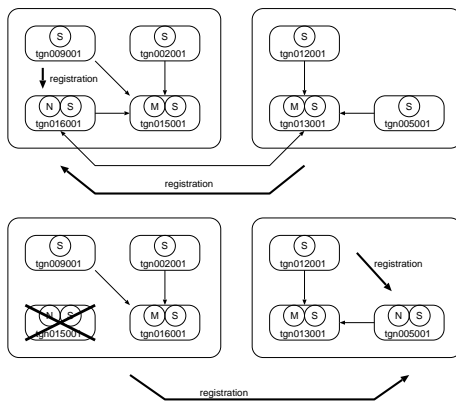 S
tgn009001
S
tgn002001
registration
N S
tgn016001
M S
tgn015001
S
tgn012001
M S
tgn013001
S
tgn005001
registration
S
tgn009001
S
tgn002001
N S
tgn015001
M S
tgn016001
S
tgn012001
registration
M S
tgn013001
N S
tgn005001
registration